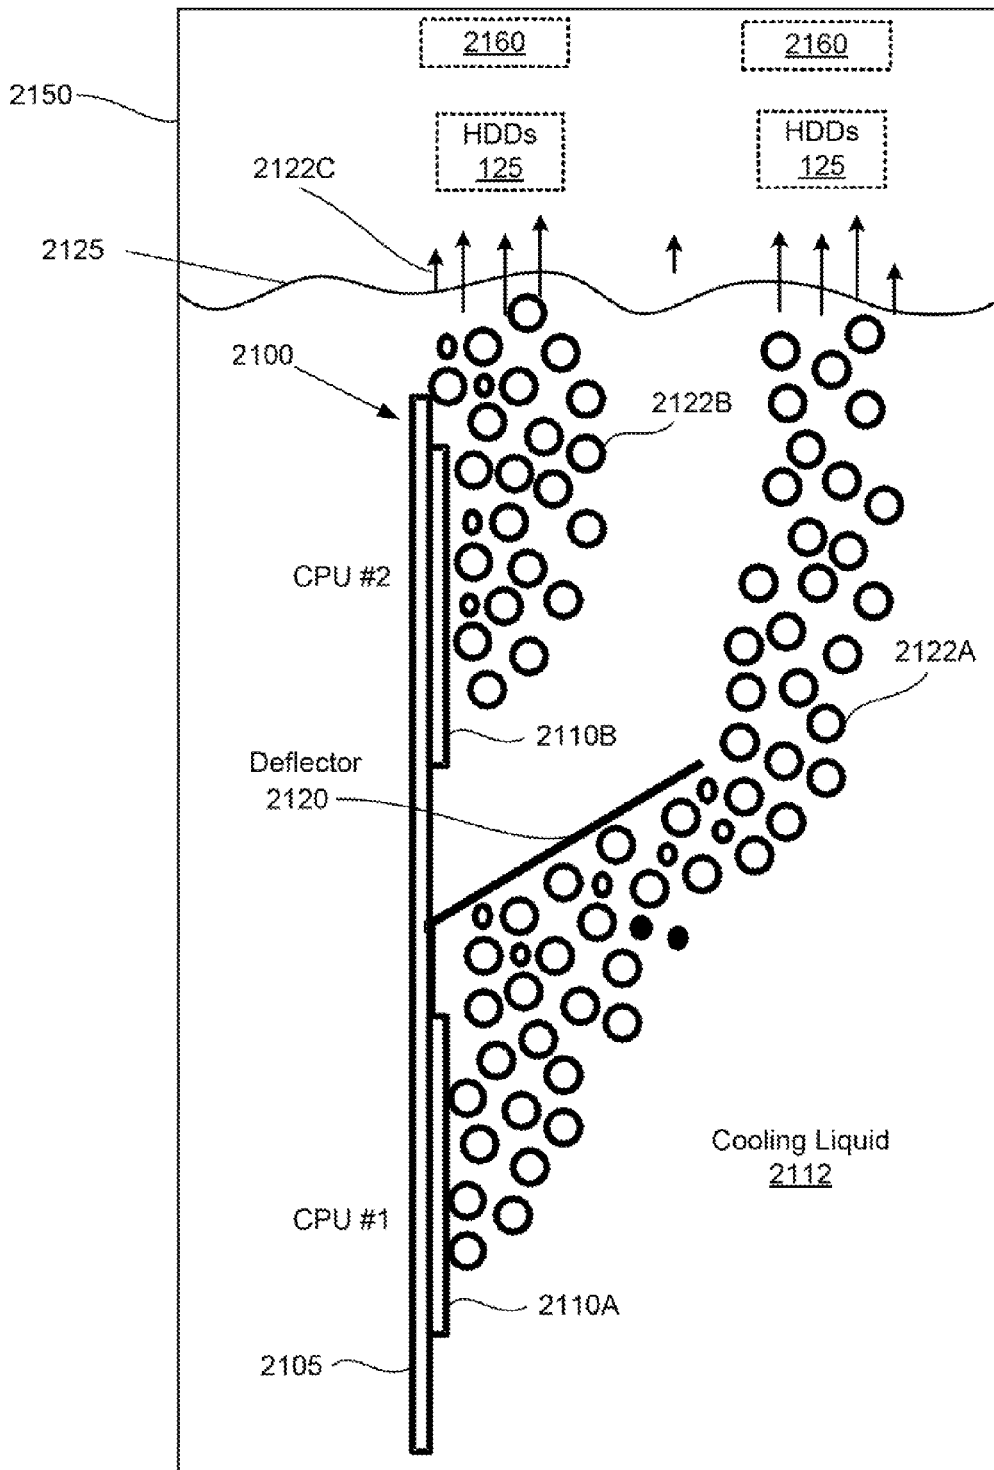 2160 2160
2150
HDDs HDDs
125 125
2122C
2125
2100
2122B
CPU #2
2122A
2110B
Deflector
2120
Cooling Liquid
2112
CPU #1
2110A
2105